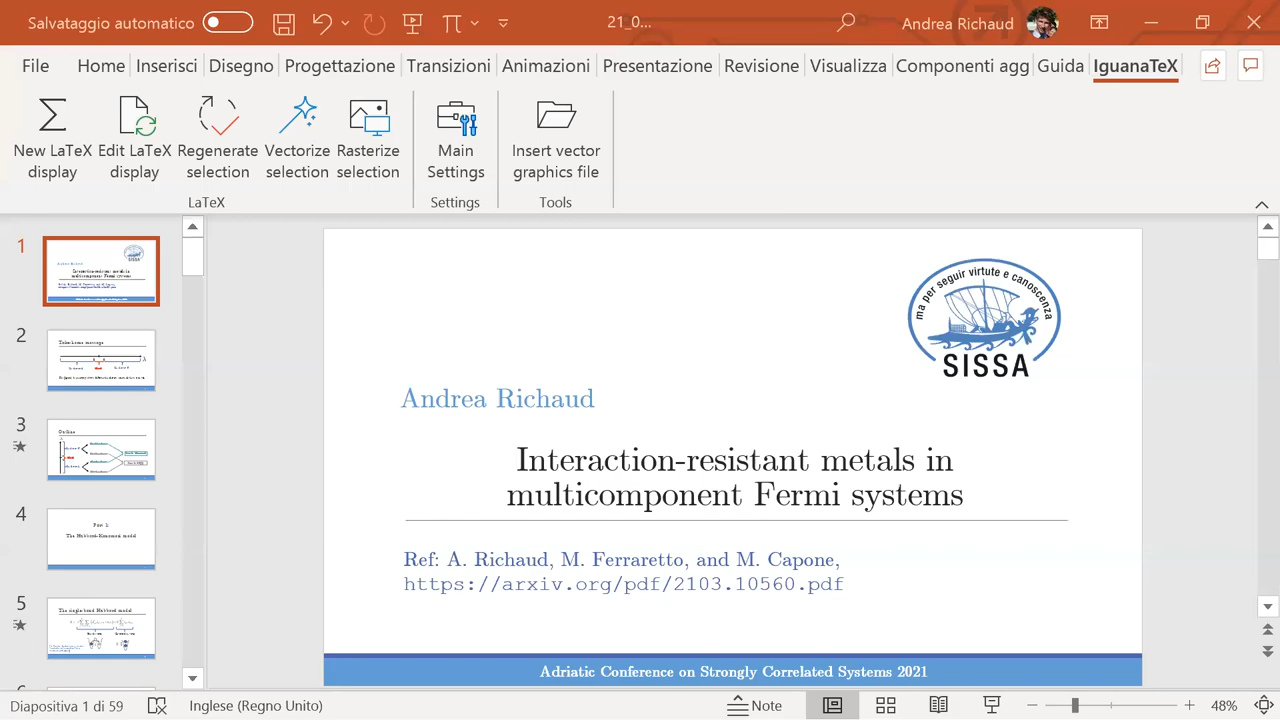 Salvataggio automatico
21_0...
Andrea Richaud
File Home Inserisci Disegno Progettazione Transizioni Animazioni Presentazione Revisione Visualizza Componenti agg Guida IguanaTeX
New LaTeX display
Edit LaTeX display
Regenerate selection
Vectorize selection
Rasterize selection
Main Settings
Insert vector graphics file
LaTeX
Settings
Tools
1
2
Take-home message
3
Outline
4
Part 1:
The Hubbard-Kanamori model
5
The single-band Hubbard model
ma per seguir virtute e canoscenza
SISSA
Andrea Richaud
Interaction-resistant metals in
multicomponent Fermi systems
Ref: A. Richaud, M. Ferraretto, and M. Capone,
https://arxiv.org/pdf/2103.10560.pdf
Adriatic Conference on Strongly Correlated Systems 2021
Diapositiva 1 di 59
Inglese (Regno Unito)
Note
48%